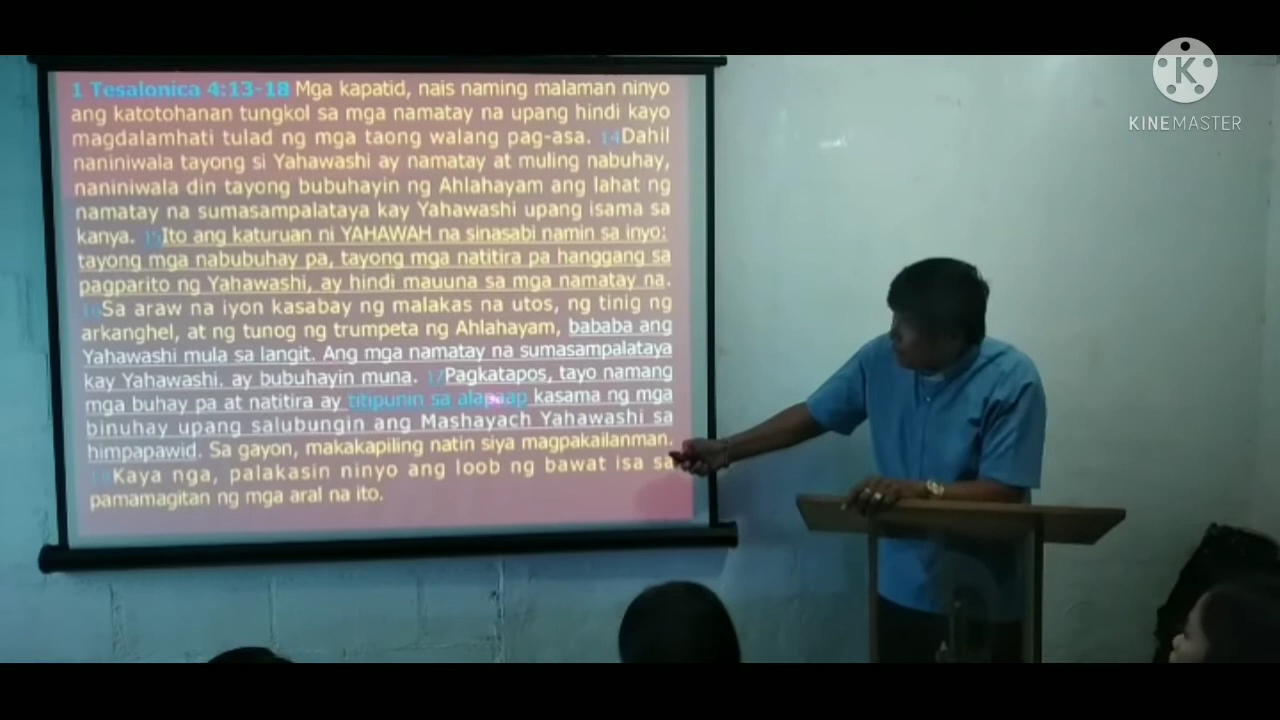 1 Tesalonica 4:13-18 Mga kapatid, nais naming malaman ninyo
ang katotohanan tungkol sa mga namatay na upang hindi kayo
magdalamhati tulad ng mga taong walang pag-asa. 14Dahil
naniniwala tayong si Yahawashi ay namatay at muling nabuhay,
naniniwala din tayong bubuhayin ng Ahlahayam ang lahat ng
namatay na sumasampalataya kay Yahawashi upang isama sa
kanya. 15Ito ang katuruan ni YAHAWAH na sinasabi namin sa inyo:
tayong mga nabubuhay pa, tayong mga natitira pa hanggang sa
pagparito ng Yahawashi, ay hindi mauuna sa mga namatay na.
16Sa araw na iyon kasabay ng malakas na utos, ng tinig ng
arkanghel, at ng tunog ng trumpeta ng Ahlahayam, bababa ang
Yahawashi mula sa langit. Ang mga namatay na sumasampalataya
kay Yahawashi. ay bubuhayin muna. 17Pagkatapos, tayo namang
mga buhay pa at natitira ay titipunin sa alapaap kasama ng mga
binuhay upang salubungin ang Mashayach Yahawashi sa
himpapawid. Sa gayon, makakapiling natin siya magpakailanman.
18Kaya nga, palakasin ninyo ang loob ng bawat isa sa
pamamagitan ng mga aral na ito.
K
KINEMASTER